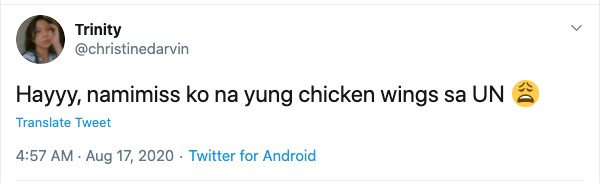 Trinity
@christinedarvin
Hayyy, namimiss ko na yung chicken wings sa UN 😩
Translate Tweet
4:57 AM · Aug 17, 2020 · Twitter for Android